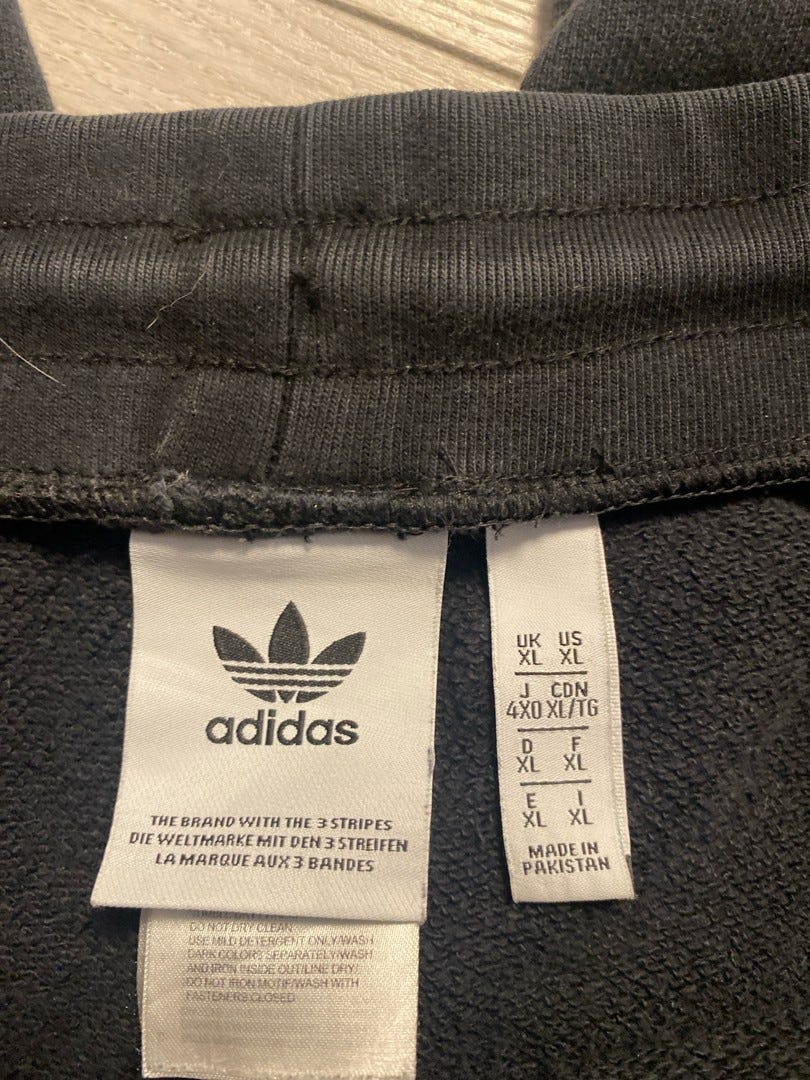 adidas
THE BRAND WITH THE 3 STRIPES
DIE WELTMARKE MIT DEN 3 STREIFEN
LA MARQUE AUX 3 BANDES
DO NOT DRY CLEAN
USE MILD DETERGENT ONLY/WASH
DARK COLORS SEPARATELY/WASH
AND IRON INSIDE OUT/LINE DRY/
DO NOT IRON MOTIF/WASH WITH
FASTENERS CLOSED
UK US
XL XL
J CDN
4XO XL/TG
D F
XL XL
E I
XL XL
MADE IN
PAKISTAN